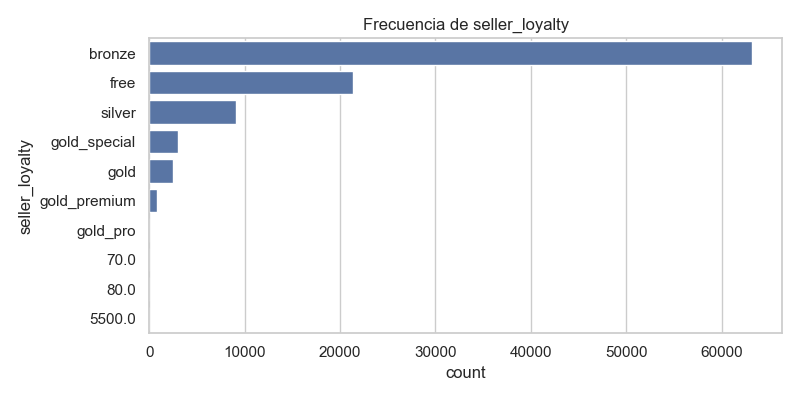 Frecuencia de seller_loyalty
seller_loyalty
bronze
free
silver
gold_special
gold
gold_premium
gold_pro
70.0
80.0
5500.0
0 10000 20000 30000 40000 50000 60000
count